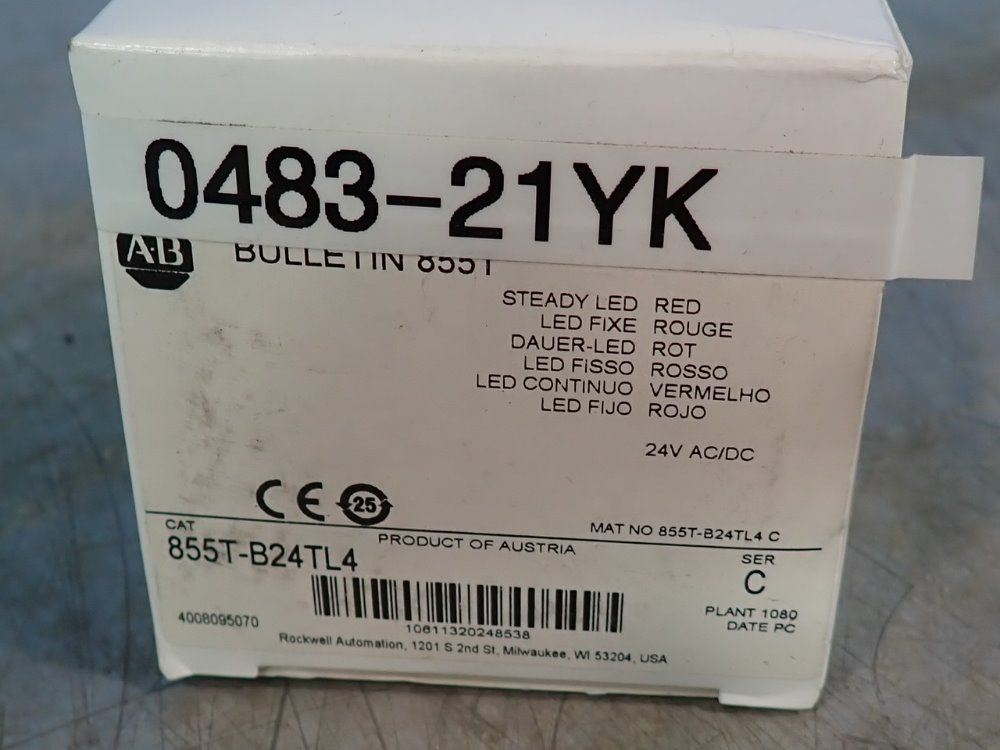 0483-21YK
A·B BULLETIN 855T
STEADY LED RED
LED FIXE ROUGE
DAUER-LED ROT
LED FISSO ROSSO
LED CONTINUO VERMELHO
LED FIJO ROJO
24V AC/DC
CE 25
CAT
MAT NO 855T-B24TL4 C
855T-B24TL4
PRODUCT OF AUSTRIA
SER
C
4008095070
10611320248538
PLANT 1080
DATE PC
Rockwell Automation, 1201 S 2nd St, Milwaukee, WI 53204, USA